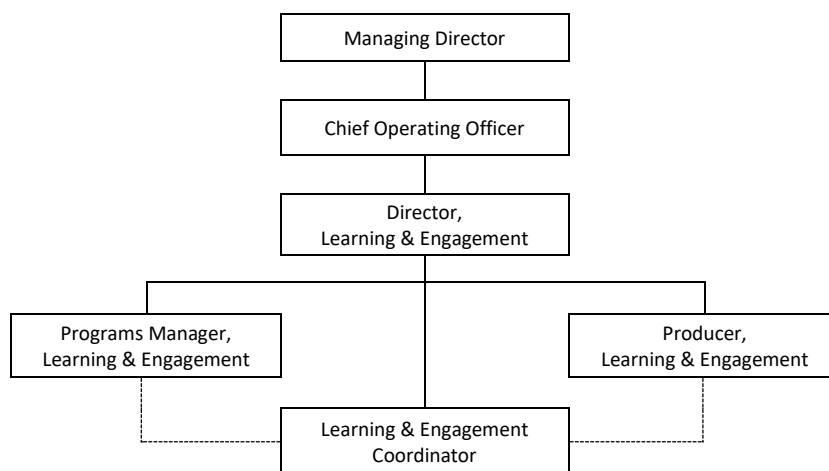 Managing Director
Chief Operating Officer
Director,
Learning & Engagement
Programs Manager,
Learning & Engagement
Producer,
Learning & Engagement
Learning & Engagement
Coordinator